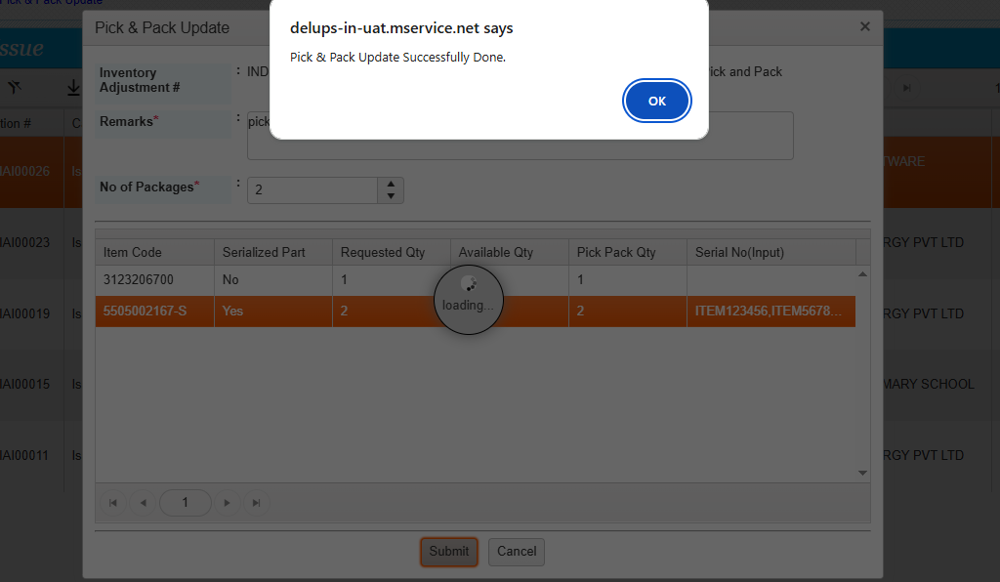 Pick & Pack Update
ssue
Pick & Pack Update
delups-in-uat.mservice.net says
Pick & Pack Update Successfully Done.
OK
Inventory Adjustment #
:
IND
Pick and Pack
Remarks*
:
pick
No of Packages*
:
2
tion #
AI00026
Is
TWARE
IAI00023
Is
RGY PVT LTD
IAI00019
Is
RGY PVT LTD
IAI00015
Is
MARY SCHOOL
IAI00011
Is
RGY PVT LTD
Item Code Serialized Part Requested Qty Available Qty Pick Pack Qty Serial No(Input)
3123206700 No 1 1
5505002167-S Yes 2 2 ITEM123456,ITEM5678...
loading...
1
Submit Cancel